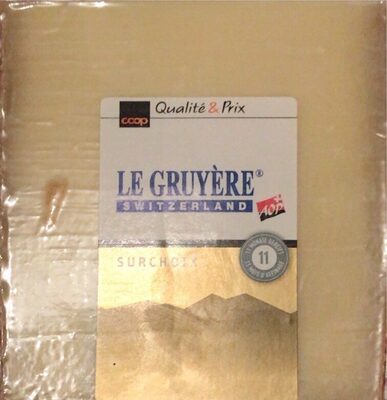 coop
Qualité & Prix
LE GRUYÈRE®
SWITZERLAND
AOP
SURCHOIX
11